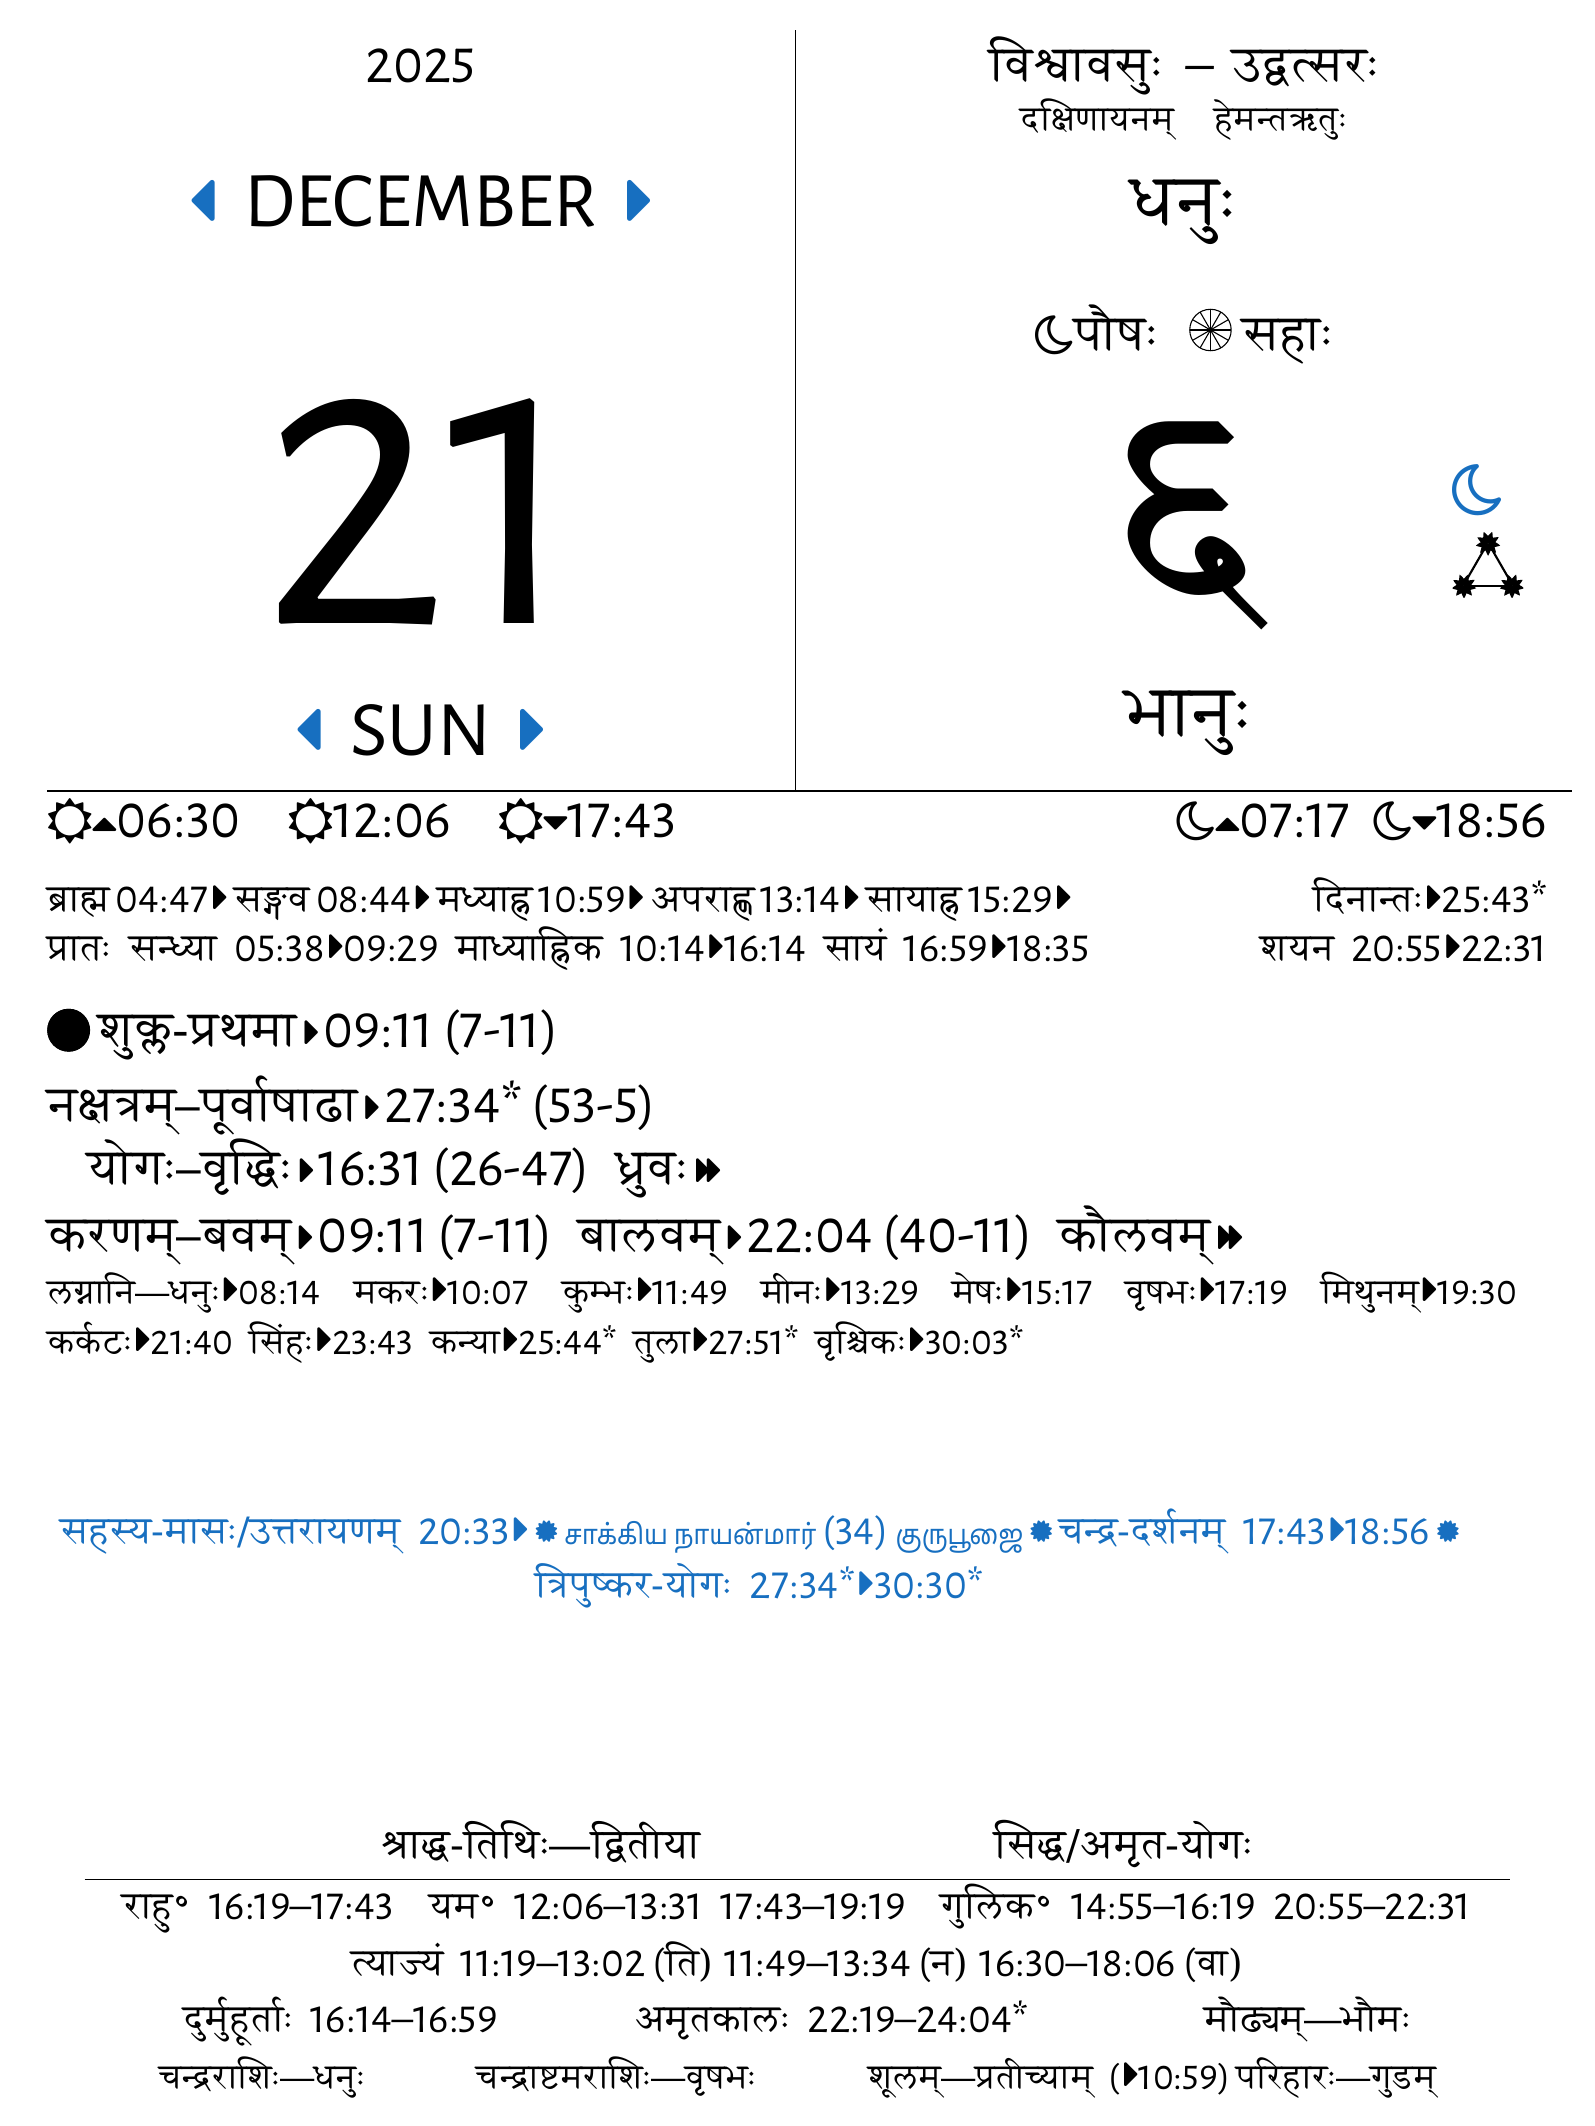 2025
DECEMBER
21
SUN
विश्वावसुः – उद्वत्सरः
दक्षिणायनम् हेमन्तऋतुः
धनुः
पौषः सहाः
६
भानुः
06:30 12:06 17:43 07:17 18:56
ब्राह्म 04:47 सङ्गव 08:44 मध्याह्न 10:59 अपराह्ण 13:14 सायाह्न 15:29 दिनान्तः 25:43*
प्रातः सन्ध्या 05:38 09:29 माध्याह्निक 10:14 16:14 सायं 16:59 18:35 शयन 20:55 22:31
शुक्ल-प्रथमा 09:11 (7-11)
नक्षत्रम्–पूर्वाषाढा 27:34* (53-5)
योगः–वृद्धिः 16:31 (26-47) ध्रुवः
करणम्–बवम् 09:11 (7-11) बालवम् 22:04 (40-11) कौलवम्
लग्नानि—धनुः 08:14 मकरः 10:07 कुम्भः 11:49 मीनः 13:29 मेषः 15:17 वृषभः 17:19 मिथुनम् 19:30
कर्कटः 21:40 सिंहः 23:43 कन्या 25:44* तुला 27:51* वृश्चिकः 30:03*
सहस्य-मासः/उत्तरायणम् 20:33 சாக்கிய நாயன்மார் (34) குருபூஜை चन्द्र-दर्शनम् 17:43 18:56
त्रिपुष्कर-योगः 27:34* 30:30*
श्राद्ध-तिथिः—द्वितीया सिद्ध/अमृत-योगः
राहु° 16:19–17:43 यम° 12:06–13:31 17:43–19:19 गुलिक° 14:55–16:19 20:55–22:31
त्याज्यं 11:19–13:02 (ति) 11:49–13:34 (न) 16:30–18:06 (वा)
दुर्मुहूर्ताः 16:14–16:59 अमृतकालः 22:19–24:04* मौढ्यम्—भौमः
चन्द्रराशिः—धनुः चन्द्राष्टमराशिः—वृषभः शूलम्—प्रतीच्याम् ( 10:59) परिहारः—गुडम्